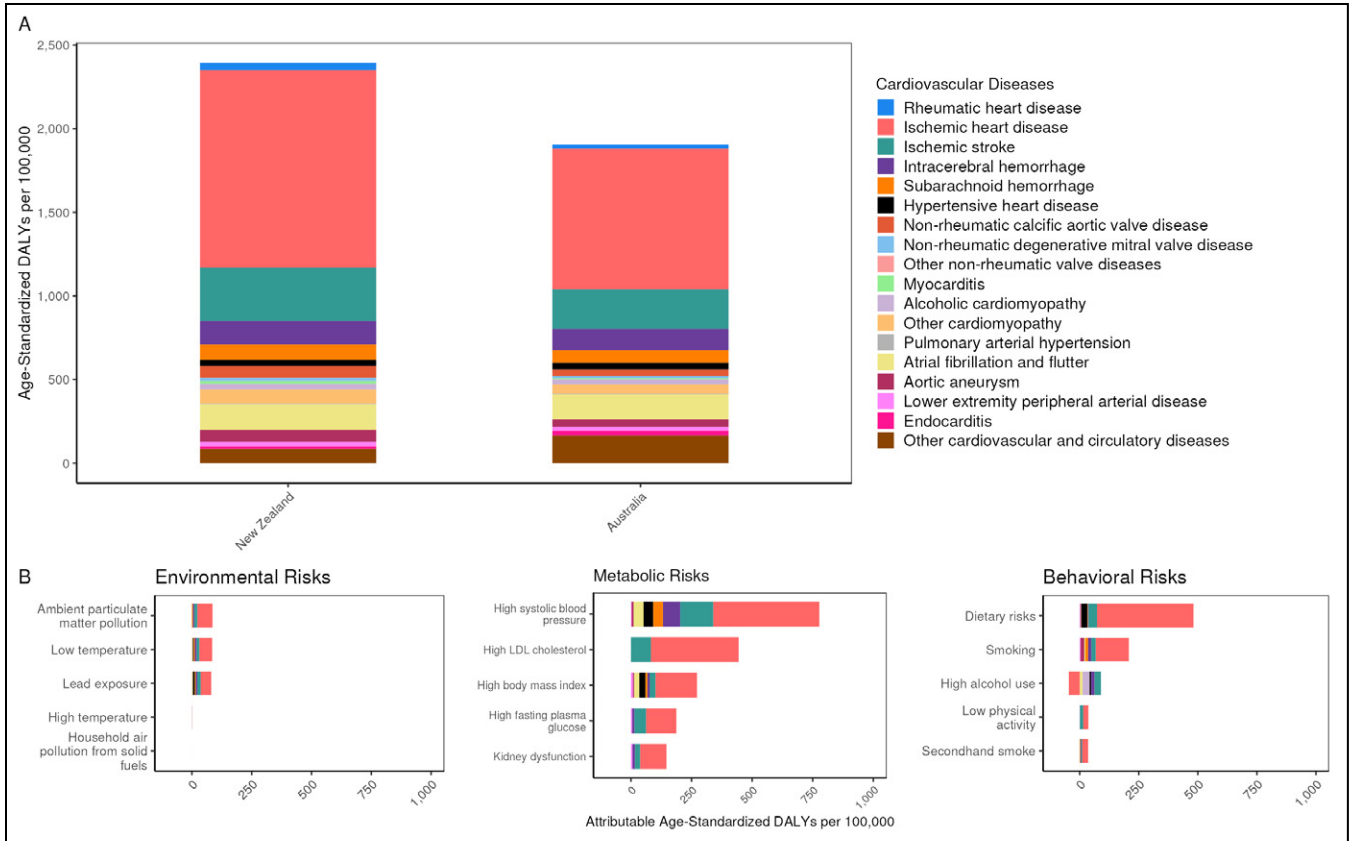 A
Age-Standardized DALYs per 100,000
2,500
2,000
1,500
1,000
500
0
New Zealand
Australia
Cardiovascular Diseases
Rheumatic heart disease
Ischemic heart disease
Ischemic stroke
Intracerebral hemorrhage
Subarachnoid hemorrhage
Hypertensive heart disease
Non-rheumatic calcific aortic valve disease
Non-rheumatic degenerative mitral valve disease
Other non-rheumatic valve diseases
Myocarditis
Alcoholic cardiomyopathy
Other cardiomyopathy
Pulmonary arterial hypertension
Atrial fibrillation and flutter
Aortic aneurysm
Lower extremity peripheral arterial disease
Endocarditis
Other cardiovascular and circulatory diseases
B
Environmental Risks
Ambient particulate
matter pollution
Low temperature
Lead exposure
High temperature
Household air
pollution from solid
fuels
0
250
500
750
1,000
Metabolic Risks
High systolic blood
pressure
High LDL cholesterol
High body mass index
High fasting plasma
glucose
Kidney dysfunction
0
250
500
750
1,000
Attributable Age-Standardized DALYs per 100,000
Behavioral Risks
Dietary risks
Smoking
High alcohol use
Low physical
activity
Secondhand smoke
0
250
500
750
1,000